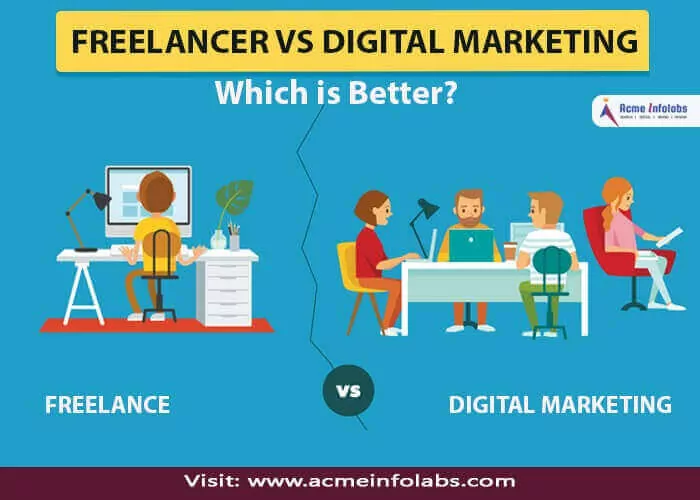 FREELANCER VS DIGITAL MARKETING
Which is Better?
Acme Infolabs
FREELANCE
VS
DIGITAL MARKETING
Visit: www.acmeinfolabs.com